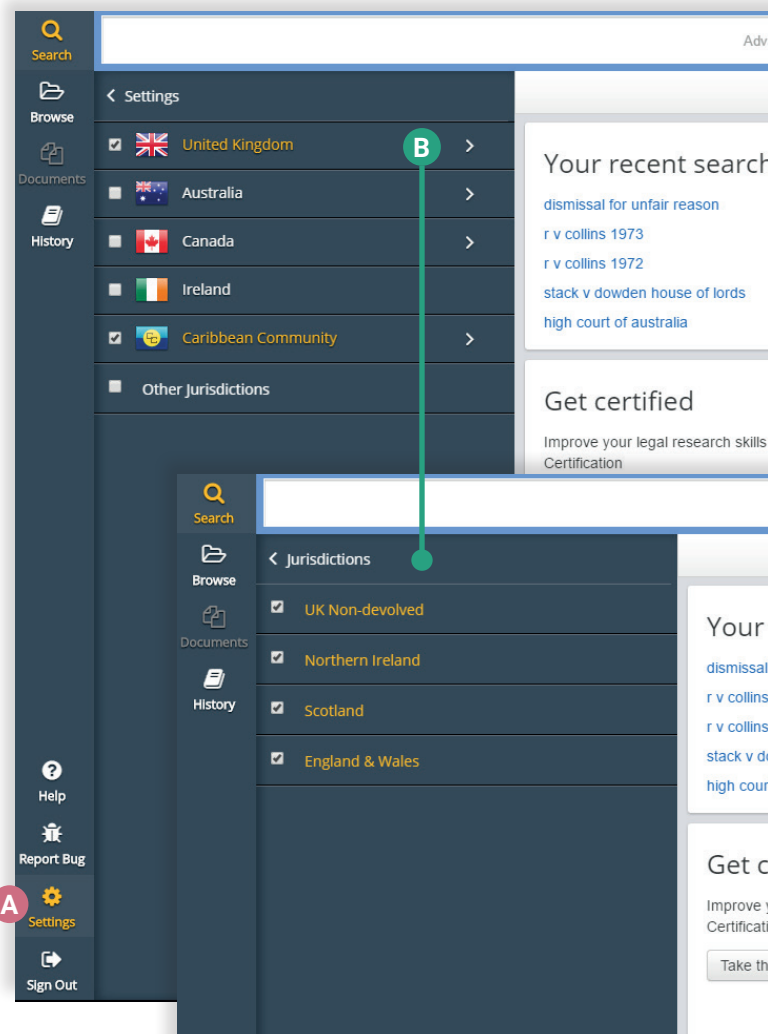 Search
Adv
Browse
Documents
History
Settings
United Kingdom
B
Australia
Canada
Ireland
Caribbean Community
Other Jurisdictions
Your recent search
dismissal for unfair reason
r v collins 1973
r v collins 1972
stack v dowden house of lords
high court of australia
Get certified
Improve your legal research skills
Certification
Help
Report Bug
A
Settings
Sign Out
Search
Browse
Documents
History
Jurisdictions
UK Non-devolved
Northern Ireland
Scotland
England & Wales
Your
dismissal
r v collins
r v collins
stack v do
high cour
Get c
Improve y
Certificati
Take th